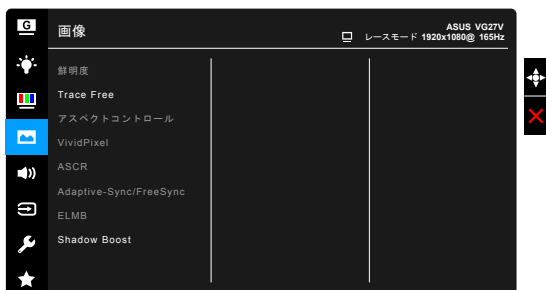 G
画像
ASUS VG27V
レースモード 1920x1080@ 165Hz
鮮明度
Trace Free
アスペクトコントロール
VividPixel
ASCR
Adaptive-Sync/FreeSync
ELMB
Shadow Boost